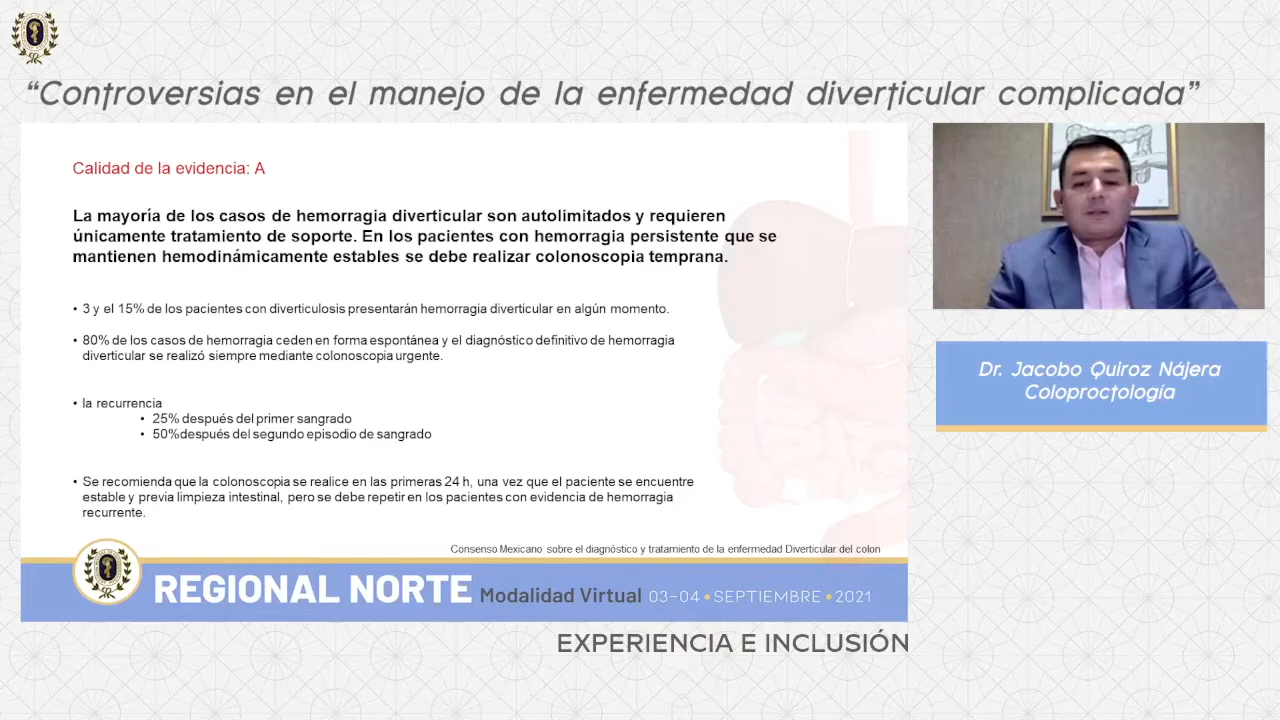 “Controversias en el manejo de la enfermedad diverticular complicada”
Calidad de la evidencia: A
La mayoría de los casos de hemorragia diverticular son autolimitados y requieren
únicamente tratamiento de soporte. En los pacientes con hemorragia persistente que se
mantienen hemodinámicamente estables se debe realizar colonoscopia temprana.
• 3 y el 15% de los pacientes con diverticulosis presentarán hemorragia diverticular en algún momento.
• 80% de los casos de hemorragia ceden en forma espontánea y el diagnóstico definitivo de hemorragia
diverticular se realizó siempre mediante colonoscopia urgente.
• la recurrencia
• 25% después del primer sangrado
• 50%después del segundo episodio de sangrado
• Se recomienda que la colonoscopia se realice en las primeras 24 h, una vez que el paciente se encuentre
estable y previa limpieza intestinal, pero se debe repetir en los pacientes con evidencia de hemorragia
recurrente.
Consenso Mexicano sobre el diagnóstico y tratamiento de la enfermedad Diverticular del colon
REGIONAL NORTE Modalidad Virtual 03-04 • SEPTIEMBRE • 2021
EXPERIENCIA E INCLUSIÓN
Dr. Jacobo Quiroz Nájera
Coloproctología